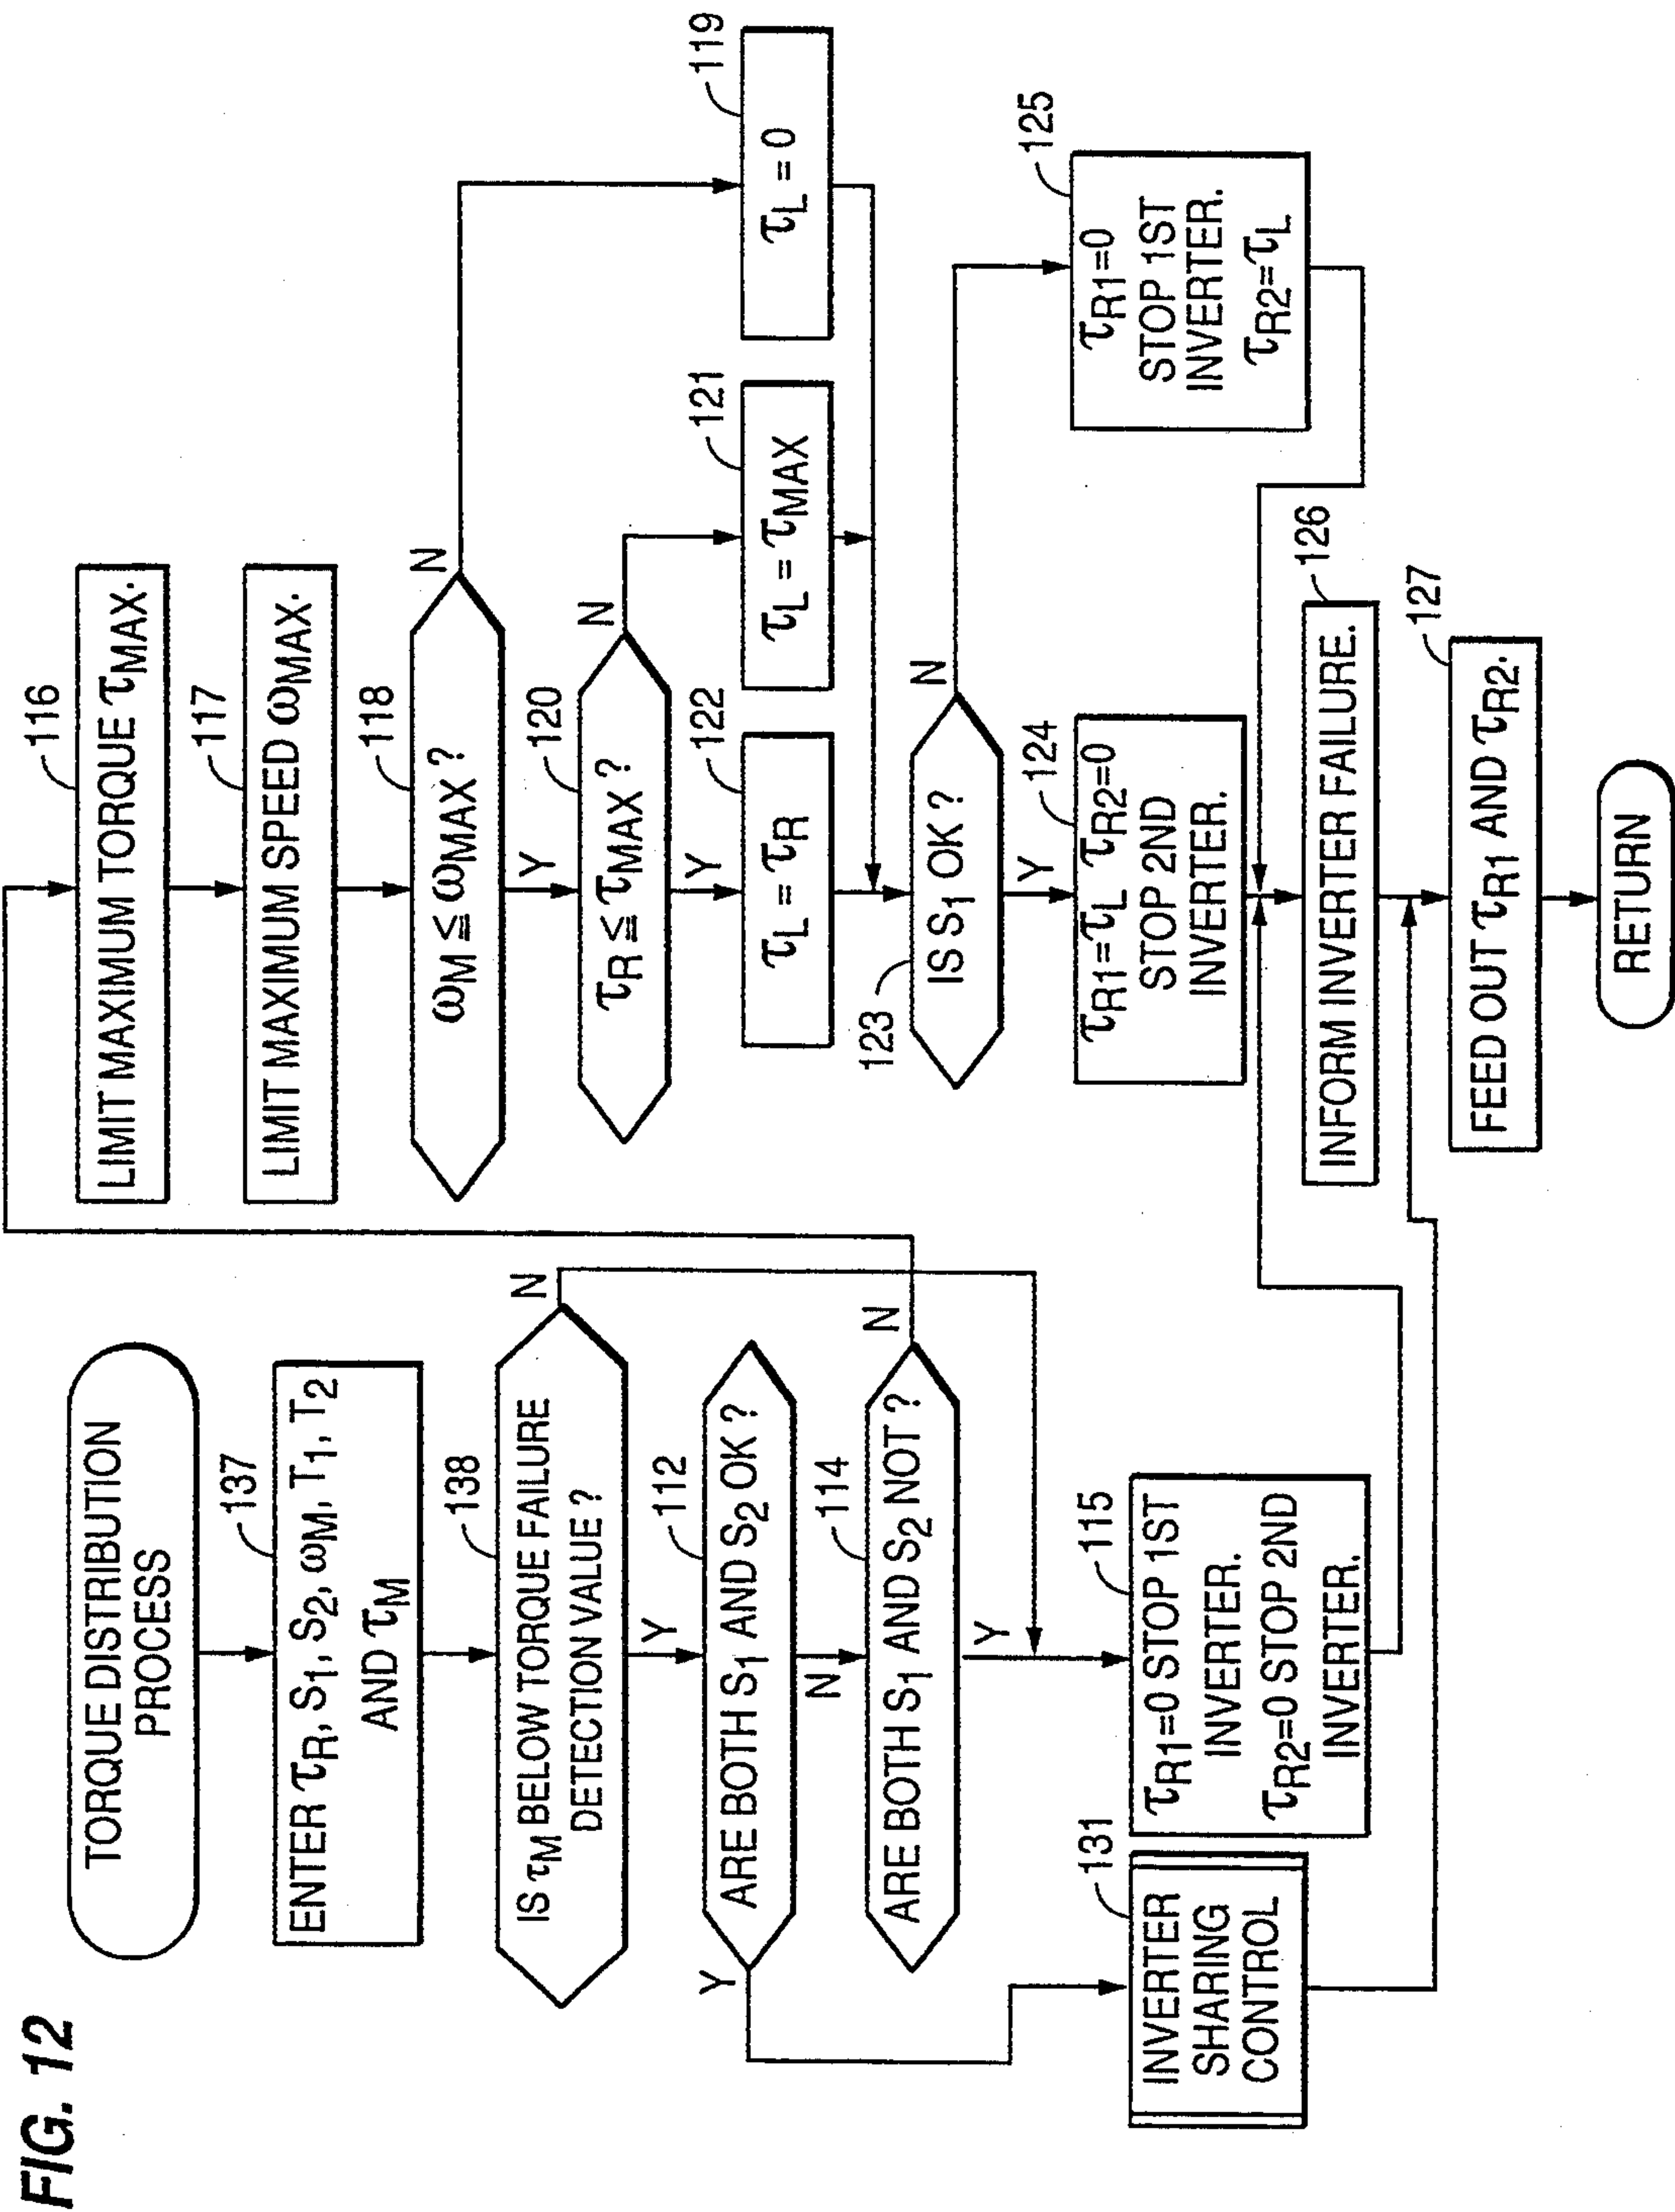 FIG. 12
TORQUE DISTRIBUTION
PROCESS
137
ENTER τR, S1, S2, ωM, T1, T2
AND τM
138
IS τM BELOW TORQUE FAILURE
DETECTION VALUE ?
N
Y
112
ARE BOTH S1 AND S2 OK ?
Y
N
114
ARE BOTH S1 AND S2 NOT ?
N
Y
131
INVERTER
SHARING
CONTROL
115
τR1=0 STOP 1ST
INVERTER.
τR2=0 STOP 2ND
INVERTER.
116
LIMIT MAXIMUM TORQUE τMAX.
117
LIMIT MAXIMUM SPEED ωMAX.
118
ωM ≦ ωMAX ?
N
Y
120
τR ≦ τMAX ?
N
Y
122
τL = τR
121
τL = τMAX
119
τL = 0
123
IS S1 OK ?
N
Y
124
τR1=τL τR2=0
STOP 2ND
INVERTER.
125
τR1=0
STOP 1ST
INVERTER.
τR2=τL
126
INFORM INVERTER FAILURE.
127
FEED OUT τR1 AND τR2.
RETURN